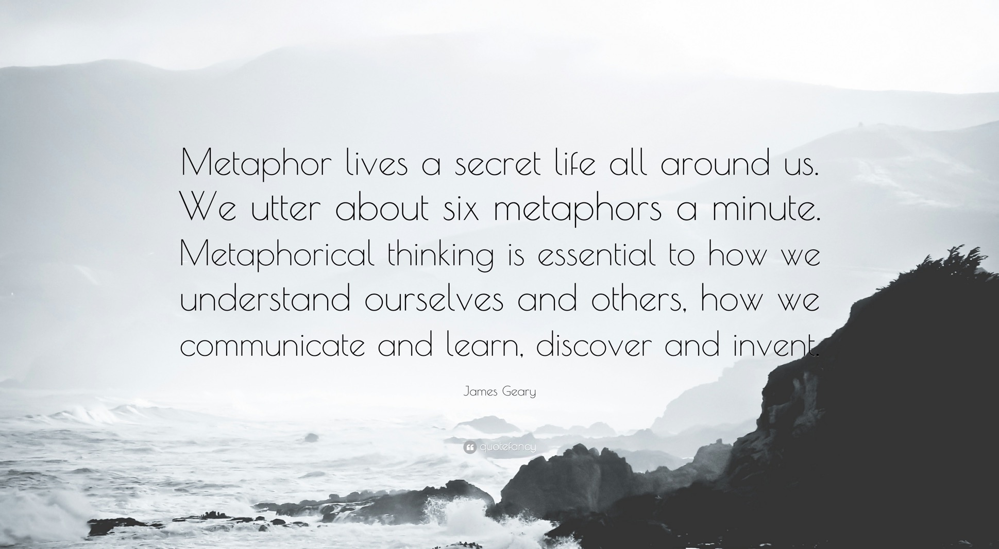 Metaphor lives a secret life all around us.
We utter about six metaphors a minute.
Metaphorical thinking is essential to how we
understand ourselves and others, how we
communicate and learn, discover and invent.
James Geary
quotefancy